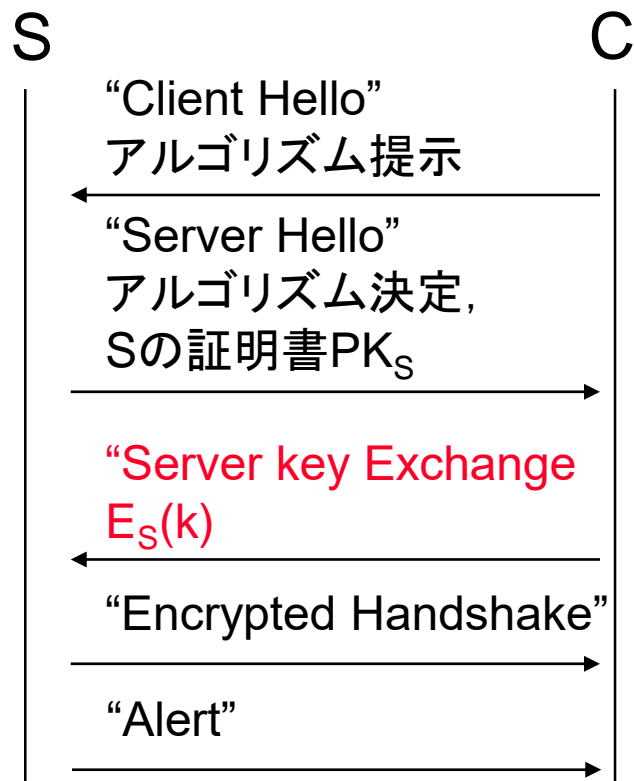 S
C
“Client Hello”
アルゴリズム提示
“Server Hello”
アルゴリズム決定,
Sの証明書PKS
“Server key Exchange
ES(k)
“Encrypted Handshake”
“Alert”